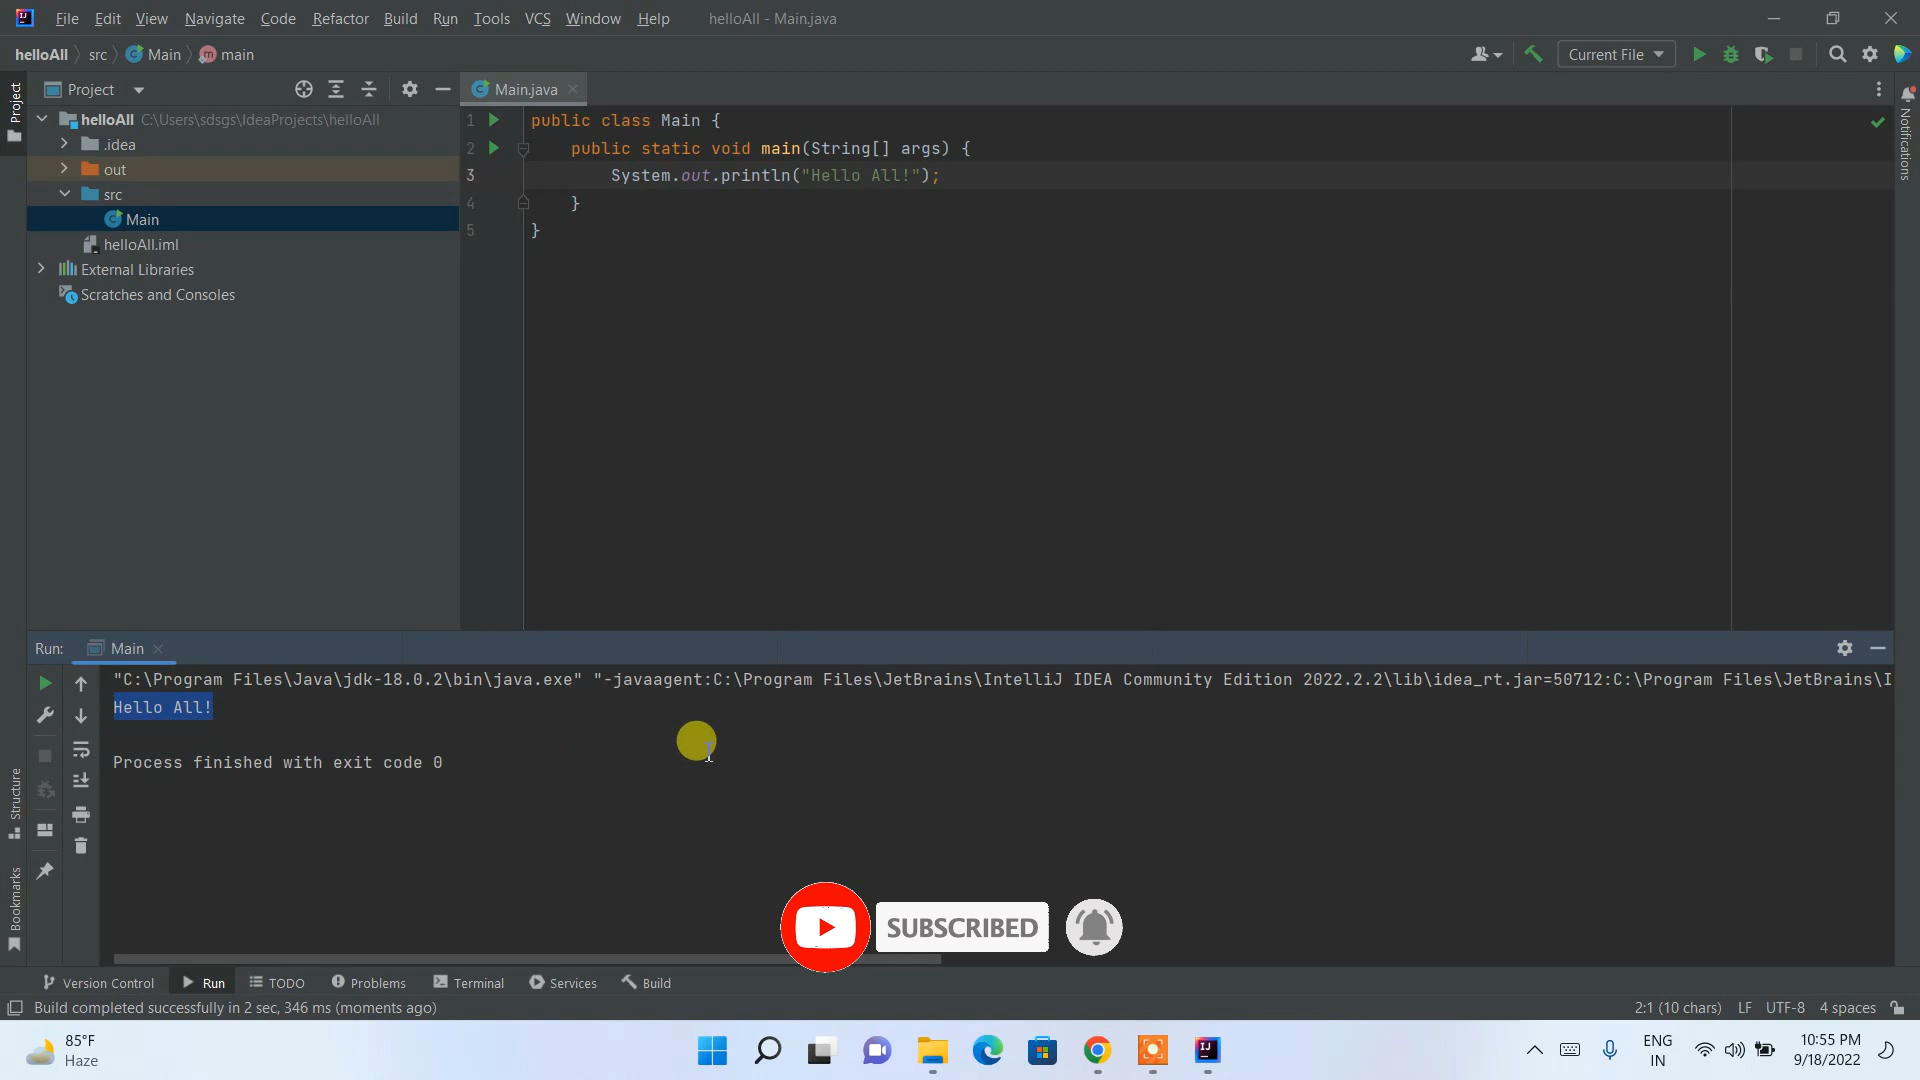 File Edit View Navigate Code Refactor Build Run Tools VCS Window Help helloAll - Main.java
helloAll src Main main Current File
Project Main.java
Project
helloAll C:\Users\sdsgs\IdeaProjects\helloAll
.idea
out
src
Main
helloAll.iml
External Libraries
Scratches and Consoles
1 public class Main {
2 public static void main(String[] args) {
3 System.out.println("Hello All!");
4 }
5 }
Notifications
Run: Main
"C:\Program Files\Java\jdk-18.0.2\bin\java.exe" "-javaagent:C:\Program Files\JetBrains\IntelliJ IDEA Community Edition 2022.2.2\lib\idea_rt.jar=50712:C:\Program Files\JetBrains\I
Hello All!
Process finished with exit code 0
Structure
Bookmarks
SUBSCRIBED
Version Control Run TODO Problems Terminal Services Build
Build completed successfully in 2 sec, 346 ms (moments ago) 2:1 (10 chars) LF UTF-8 4 spaces
85°F
Haze
ENG
IN
10:55 PM
9/18/2022